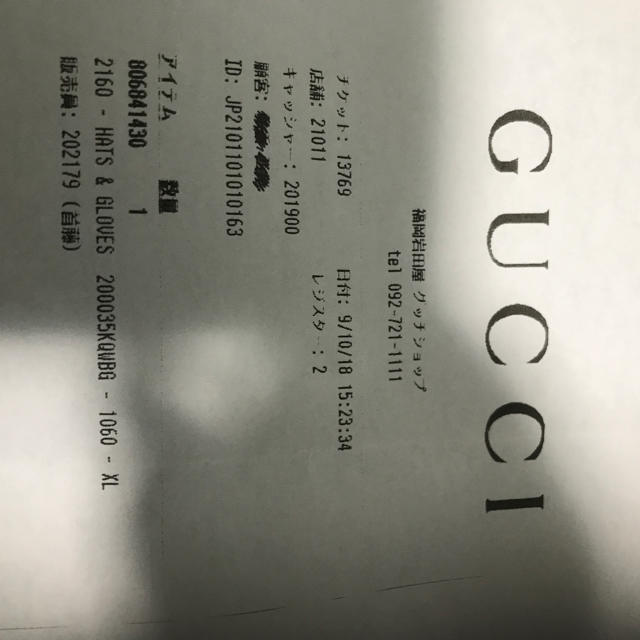 GUCCI
福岡岩田屋 グッチショップ
tel 092-721-1111
チケット: 13769 日付: 9/10/18 15:23:34
店舗: 21011 レジスター: 2
キャッシャー: 201900
顧客:
ID: JP210110101063
アイテム 数量
806841430 1
2160 - HATS & GLOVES 200035KQWBG - 1060 - XL
販売員: 202179 (首藤)